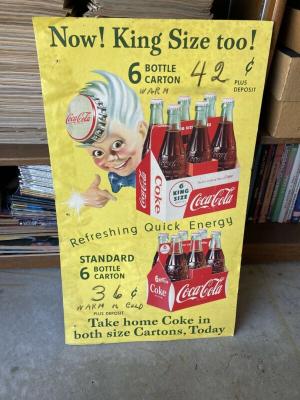 Now! King Size too!
6 BOTTLE
CARTON
42 ¢
PLUS
DEPOSIT
WARM
Coca-Cola
Coke
6
KING
SIZE
Coca-Cola
Refreshing Quick Energy
STANDARD
6 BOTTLE
CARTON
36¢
WARM or COLD
PLUS DEPOSIT
6
Coke
Coca-Cola
Take home Coke in
both size Cartons, Today